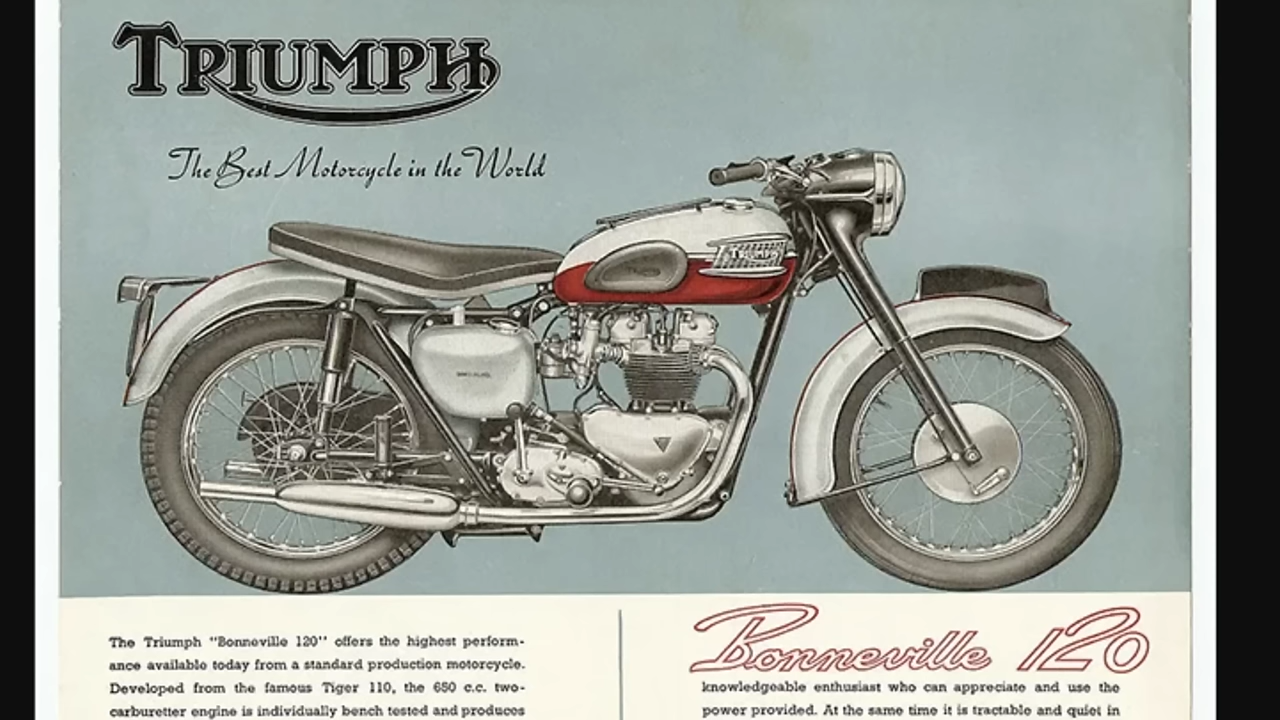 TRIUMPH
The Best Motorcycle in the World
TRIUMPH
The Triumph "Bonneville 120" offers the highest perform-
ance available today from a standard production motorcycle.
Developed from the famous Tiger 110, the 650 c.c. two-
carburetter engine is individually bench tested and produces
Bonneville 120
knowledgeable enthusiast who can appreciate and use the
power provided. At the same time it is tractable and quiet in